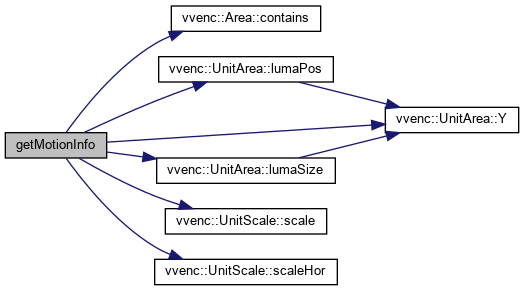 vvenc::Area::contains
vvenc::UnitArea::lumaPos
vvenc::UnitArea::Y
getMotionInfo
vvenc::UnitArea::lumaSize
vvenc::UnitScale::scale
vvenc::UnitScale::scaleHor